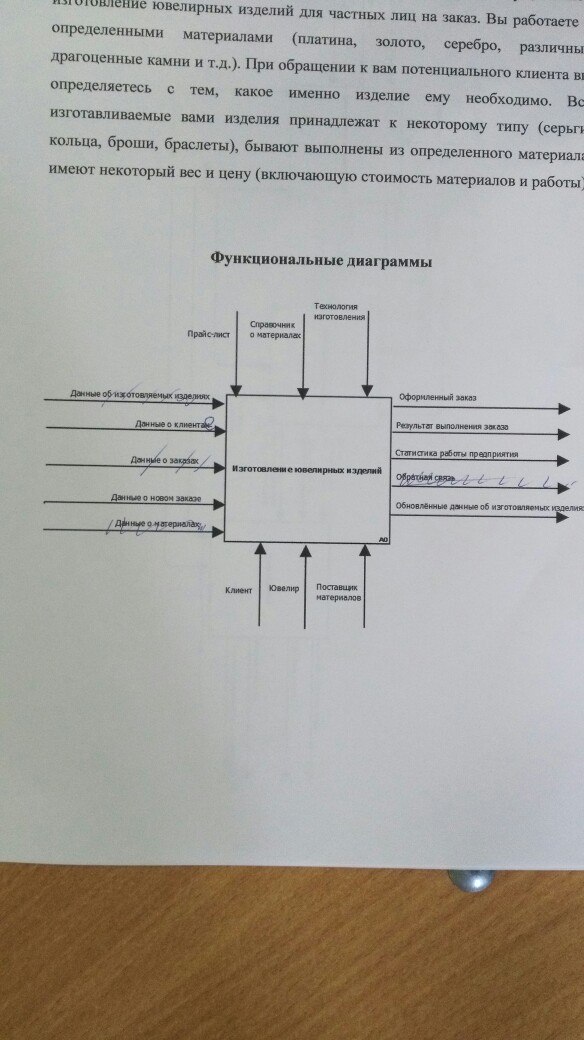 изготовление ювелирных изделий для частных лиц на заказ. Вы работаете
определенными материалами (платина, золото, серебро, различны
драгоценные камни и т.д.). При обращении к вам потенциального клиента в
определяетесь с тем, какое именно изделие ему необходимо. Вс
изготавливаемые вами изделия принадлежат к некоторому типу (серьги
кольца, броши, браслеты), бывают выполнены из определенного материала
имеют некоторый вес и цену (включающую стоимость материалов и работы)
Функциональные диаграммы
Прайс-лист
Справочник
о материалах
Технология
изготовления
Данные об изготовляемых изделиях
Данные о клиентах
Данные о заказах
Данные о новом заказе
Данные о материалах
Изготовление ювелирных изделий
A0
Оформленный заказ
Результат выполнения заказа
Статистика работы предприятия
Обратная связь
Обновлённые данные об изготовляемых изделиях
Клиент
Ювелир
Поставщик
материалов